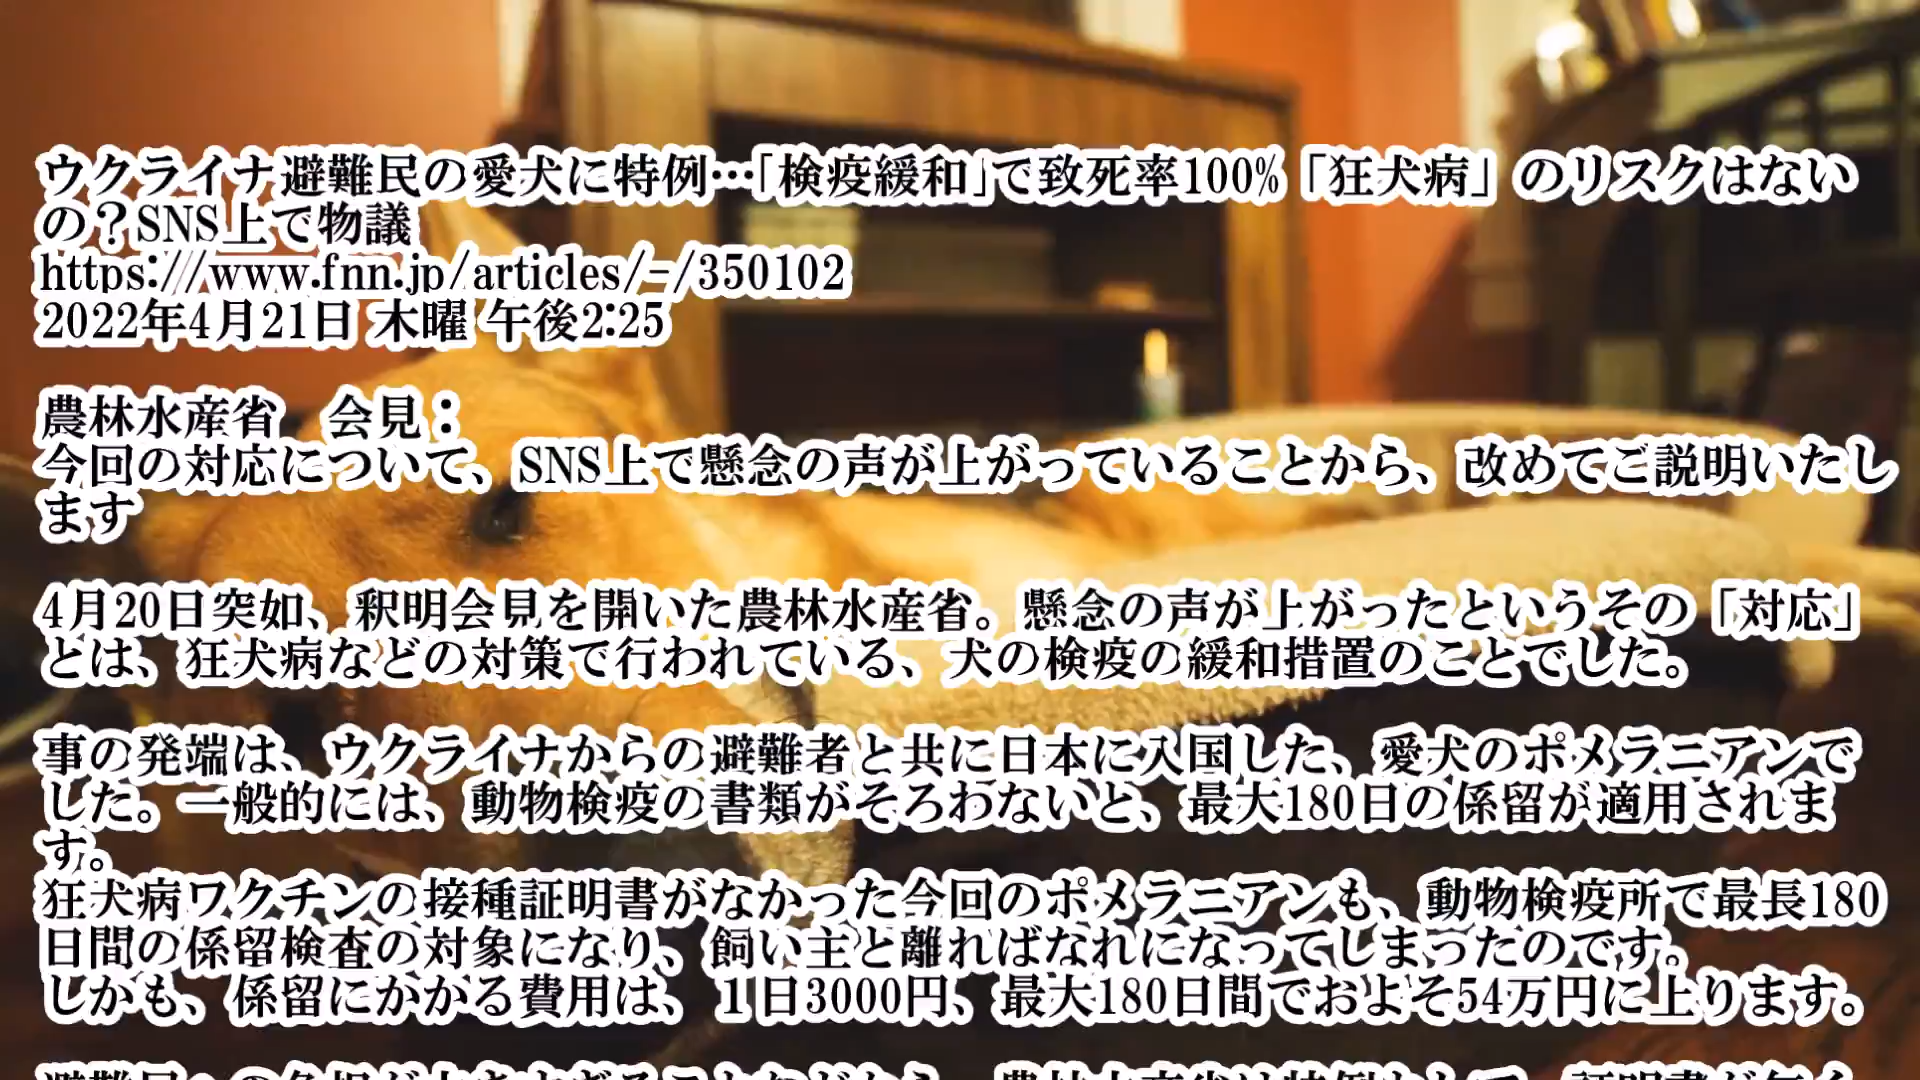 ウクライナ避難民の愛犬に特例…「検疫緩和」で致死率100%「狂犬病」のリスクはない
の？SNS上で物議
https://www.fnn.jp/articles/-/350102
2022年4月21日 木曜 午後2:25
農林水産省　会見：
今回の対応について、SNS上で懸念の声が上がっていることから、改めてご説明いたし
ます
4月20日突如、釈明会見を開いた農林水産省。懸念の声が上がったというその「対応」
とは、狂犬病などの対策で行われている、犬の検疫の緩和措置のことでした。
事の発端は、ウクライナからの避難者と共に日本に入国した、愛犬のポメラニアンで
した。一般的には、動物検疫の書類がそろわないと、最大180日の係留が適用されま
す。
狂犬病ワクチンの接種証明書がなかった今回のポメラニアンも、動物検疫所で最長180
日間の係留検査の対象になり、飼い主と離ればなれになってしまったのです。
しかも、係留にかかる費用は、１日3000円、最大180日間でおよそ54万円に上ります。